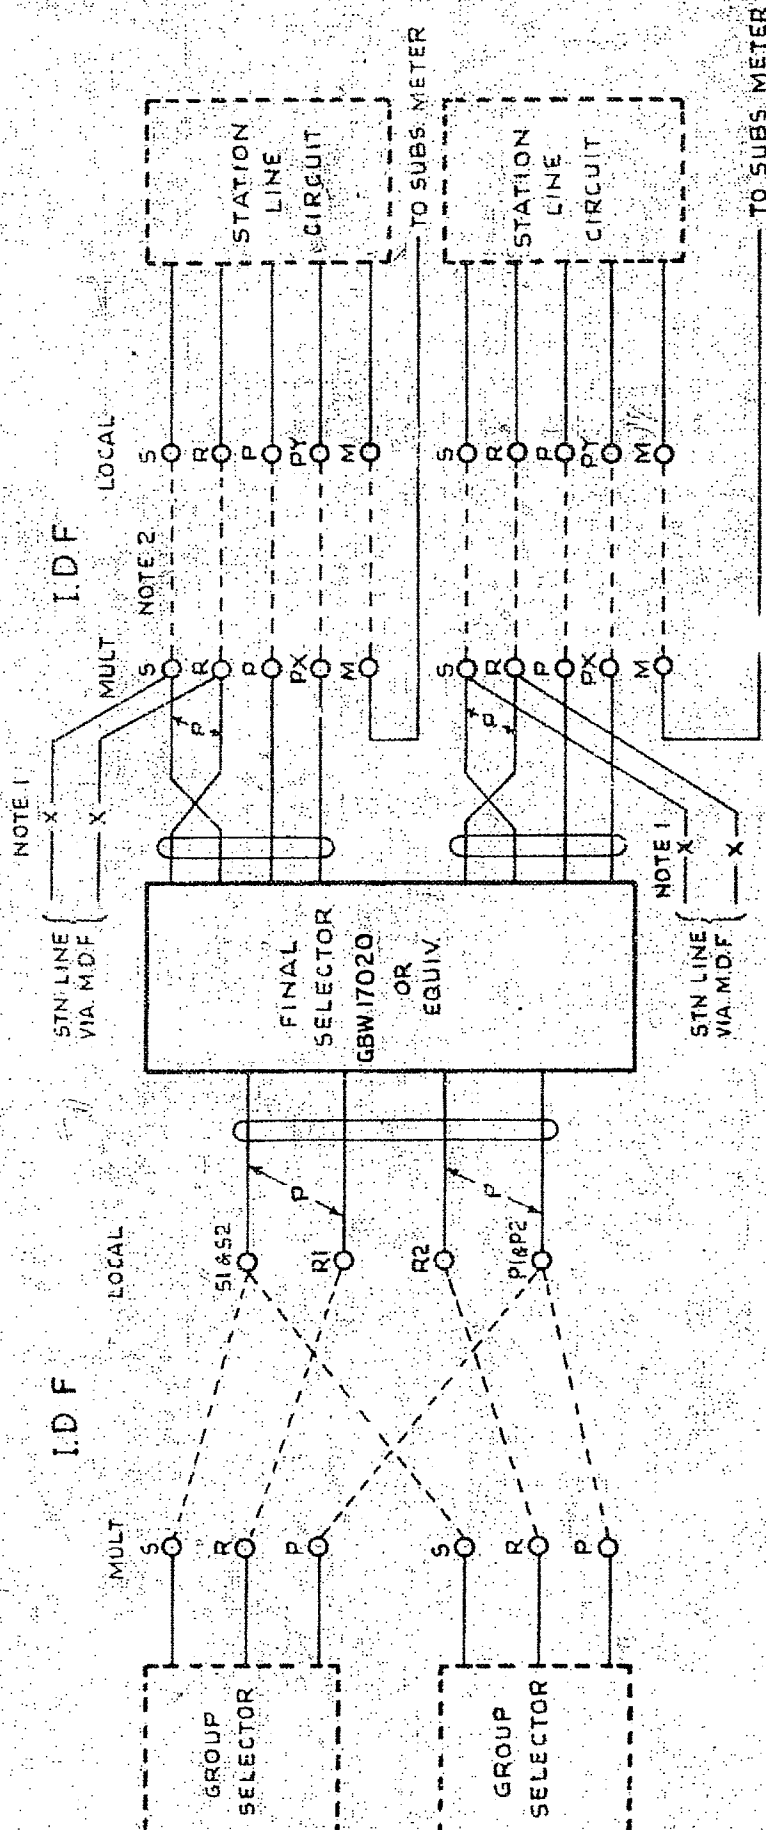 I.D F
I.D F
MULT
LOCAL
MULT
NOTE 2
LOCAL
NOTE 1
STN LINE
VIA M.D.F
GROUP
SELECTOR
S
R
P
GROUP
SELECTOR
S
R
P
S1&S2
R1
R2
P1&P2
P
P
FINAL
SELECTOR
GBW.17020
OR
EQUIV.
P
S
R
P
PX
M
S
R
P
PY
M
STATION
LINE
CIRCUIT
TO SUBS METER
P
S
R
P
PX
M
S
R
P
PY
M
STATION
LINE
CIRCUIT
NOTE 1
STN LINE
VIA M.D.F
TO SUBS METER
X
X
X
X